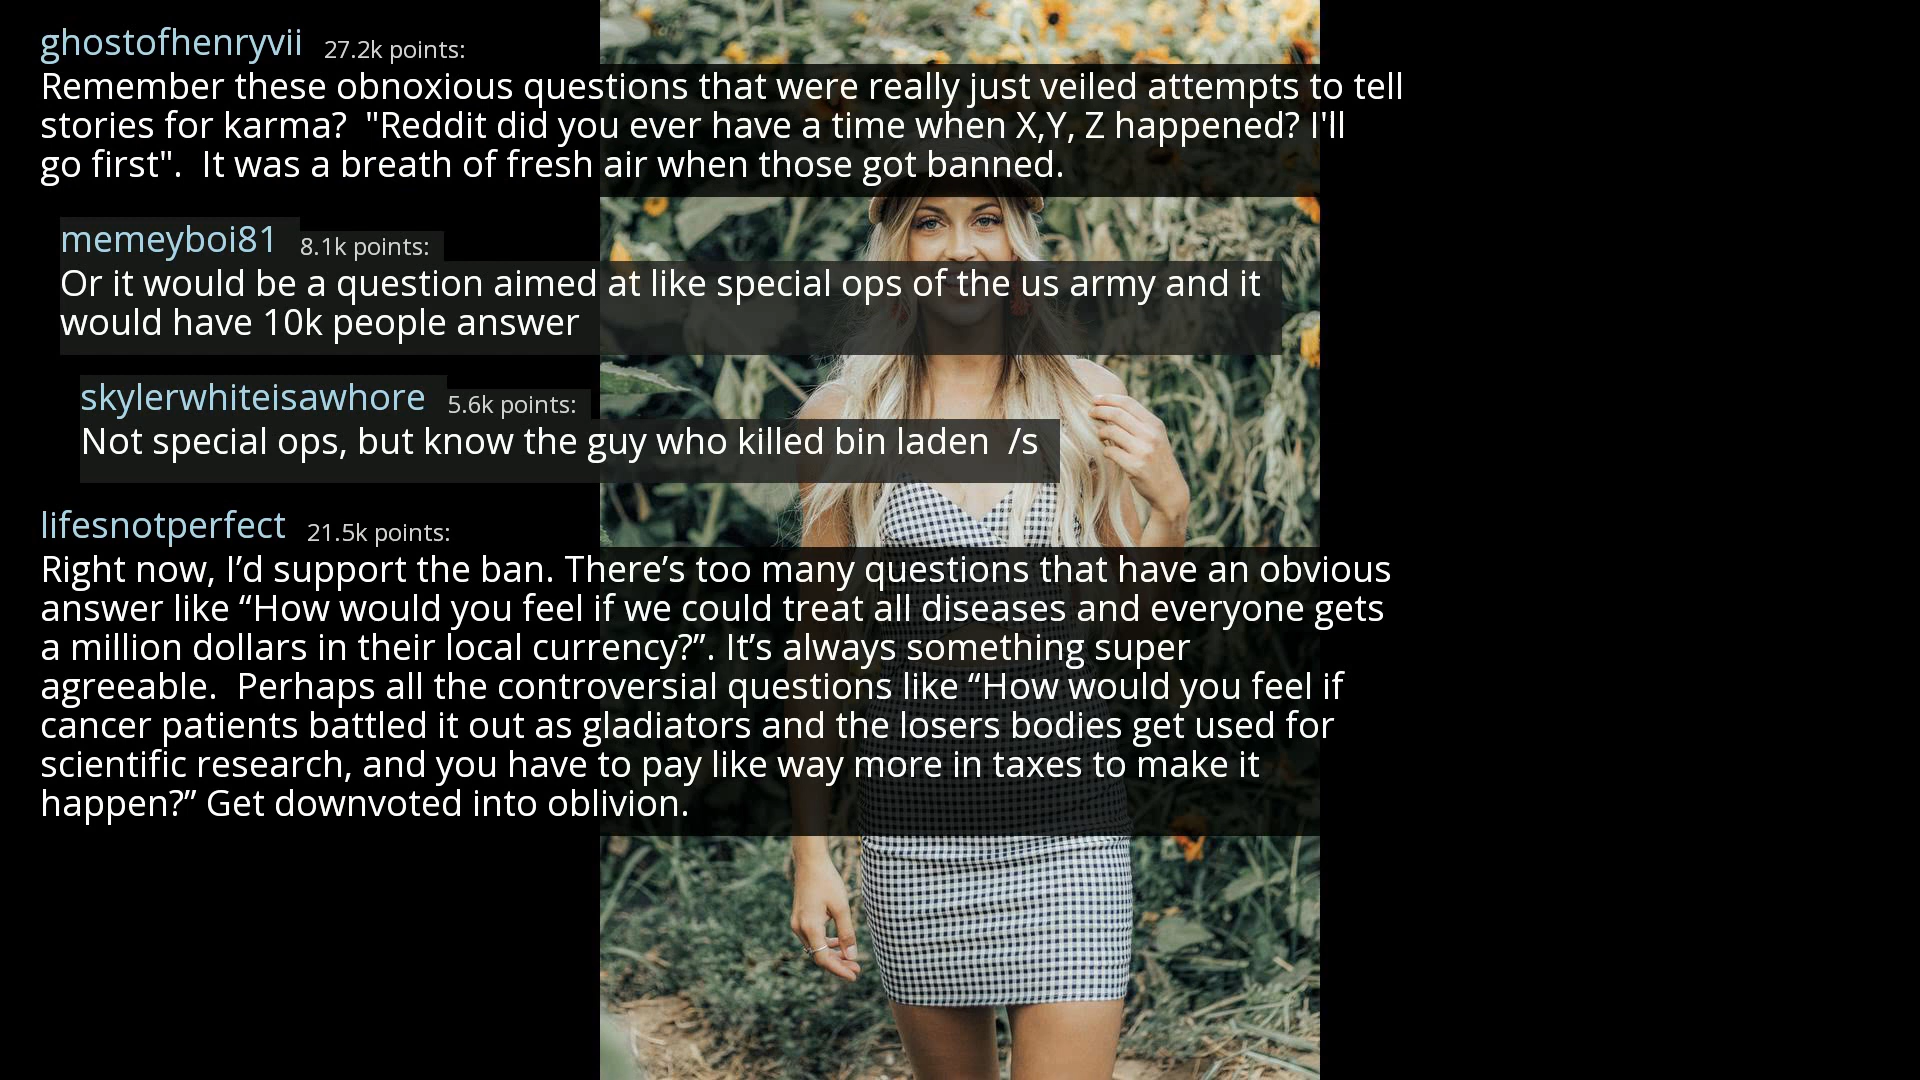 ghostofhenryvii 27.2k points:
Remember these obnoxious questions that were really just veiled attempts to tell
stories for karma?  "Reddit did you ever have a time when X,Y, Z happened? I'll
go first".  It was a breath of fresh air when those got banned.
memeyboi81 8.1k points:
Or it would be a question aimed at like special ops of the us army and it
would have 10k people answer
skylerwhiteisawhore 5.6k points:
Not special ops, but know the guy who killed bin laden  /s
lifesnotperfect 21.5k points:
Right now, I’d support the ban. There’s too many questions that have an obvious
answer like “How would you feel if we could treat all diseases and everyone gets
a million dollars in their local currency?”. It’s always something super
agreeable.  Perhaps all the controversial questions like “How would you feel if
cancer patients battled it out as gladiators and the losers bodies get used for
scientific research, and you have to pay like way more in taxes to make it
happen?” Get downvoted into oblivion.